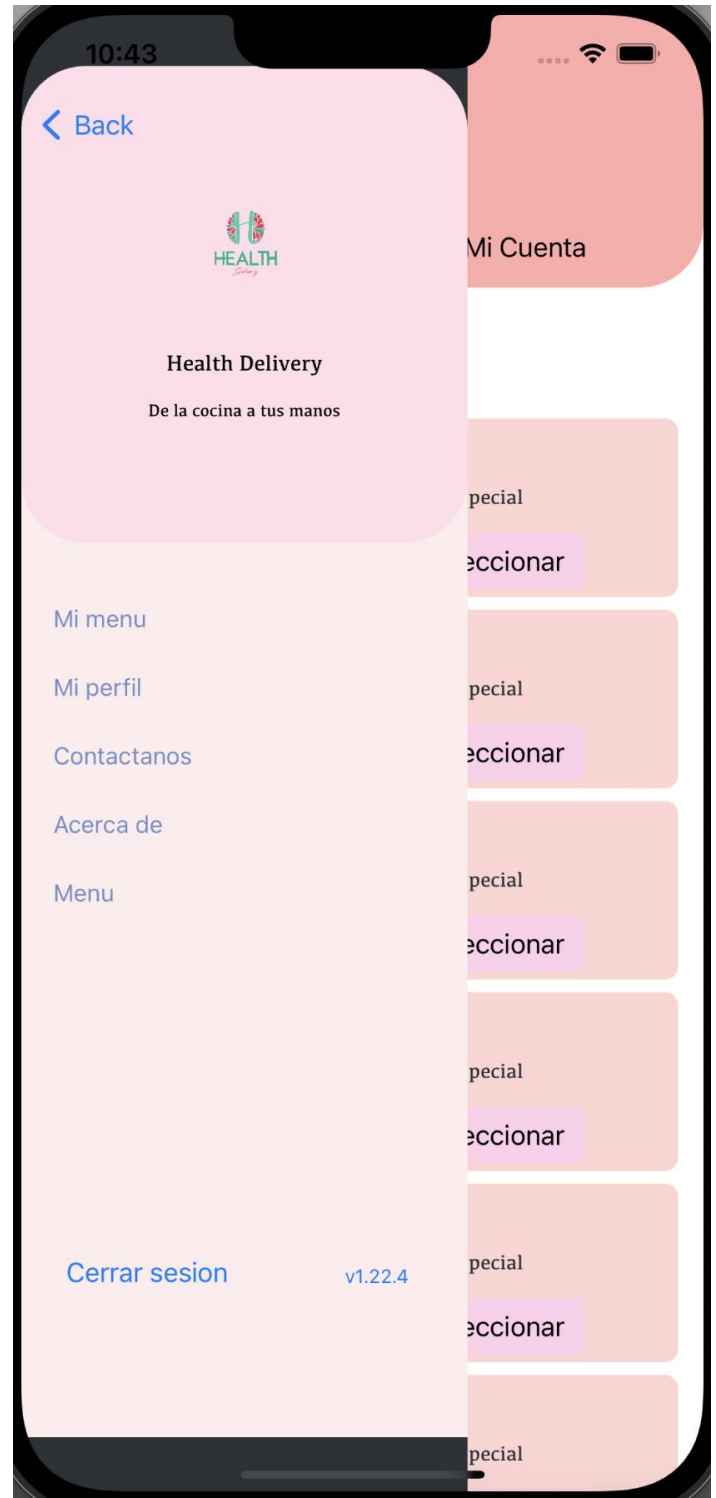 10:43
Back
HEALTH
Delivery
Mi Cuenta
Health Delivery
De la cocina a tus manos
pecial
eccionar
Mi menu
Mi perfil
pecial
Contactanos
eccionar
Acerca de
Menu
pecial
eccionar
pecial
eccionar
Cerrar sesion
v1.22.4
pecial
eccionar
pecial